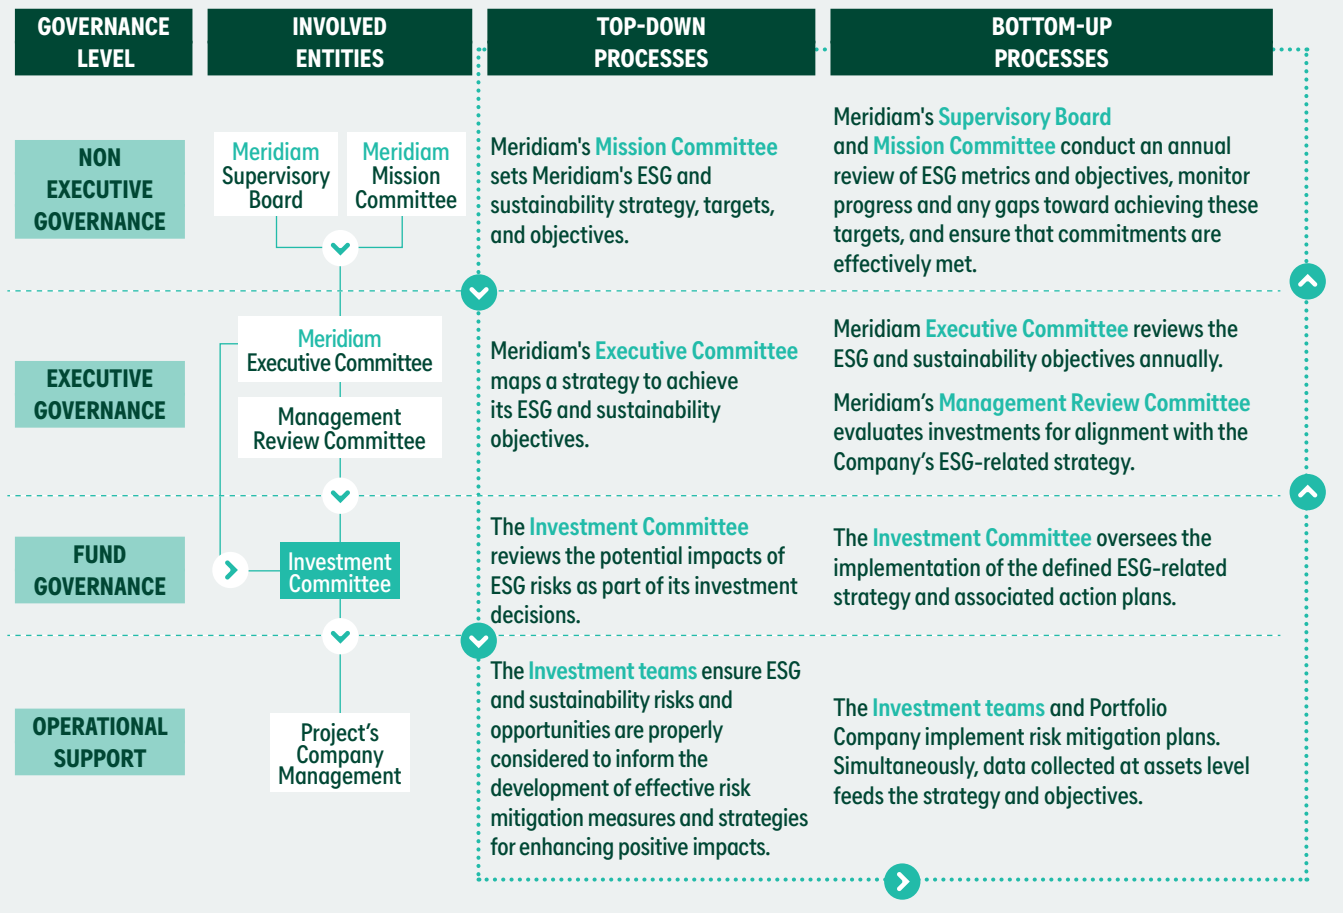 GOVERNANCE
LEVEL
INVOLVED
ENTITIES
TOP-DOWN
PROCESSES
BOTTOM-UP
PROCESSES
NON
EXECUTIVE
GOVERNANCE
Meridiam
Supervisory
Board
Meridiam
Mission
Committee
Meridiam's Mission Committee
sets Meridiam's ESG and
sustainability strategy, targets,
and objectives.
Meridiam's Supervisory Board
and Mission Committee conduct an annual
review of ESG metrics and objectives, monitor
progress and any gaps toward achieving these
targets, and ensure that commitments are
effectively met.
EXECUTIVE
GOVERNANCE
Meridiam
Executive Committee
Management
Review Committee
Meridiam's Executive Committee
maps a strategy to achieve
its ESG and sustainability
objectives.
Meridiam Executive Committee reviews the
ESG and sustainability objectives annually.
Meridiam’s Management Review Committee
evaluates investments for alignment with the
Company’s ESG-related strategy.
FUND
GOVERNANCE
Investment
Committee
The Investment Committee
reviews the potential impacts of
ESG risks as part of its investment
decisions.
The Investment Committee oversees the
implementation of the defined ESG-related
strategy and associated action plans.
OPERATIONAL
SUPPORT
Project’s
Company
Management
The Investment teams ensure ESG
and sustainability risks and
opportunities are properly
considered to inform the
development of effective risk
mitigation measures and strategies
for enhancing positive impacts.
The Investment teams and Portfolio
Company implement risk mitigation plans.
Simultaneously, data collected at assets level
feeds the strategy and objectives.